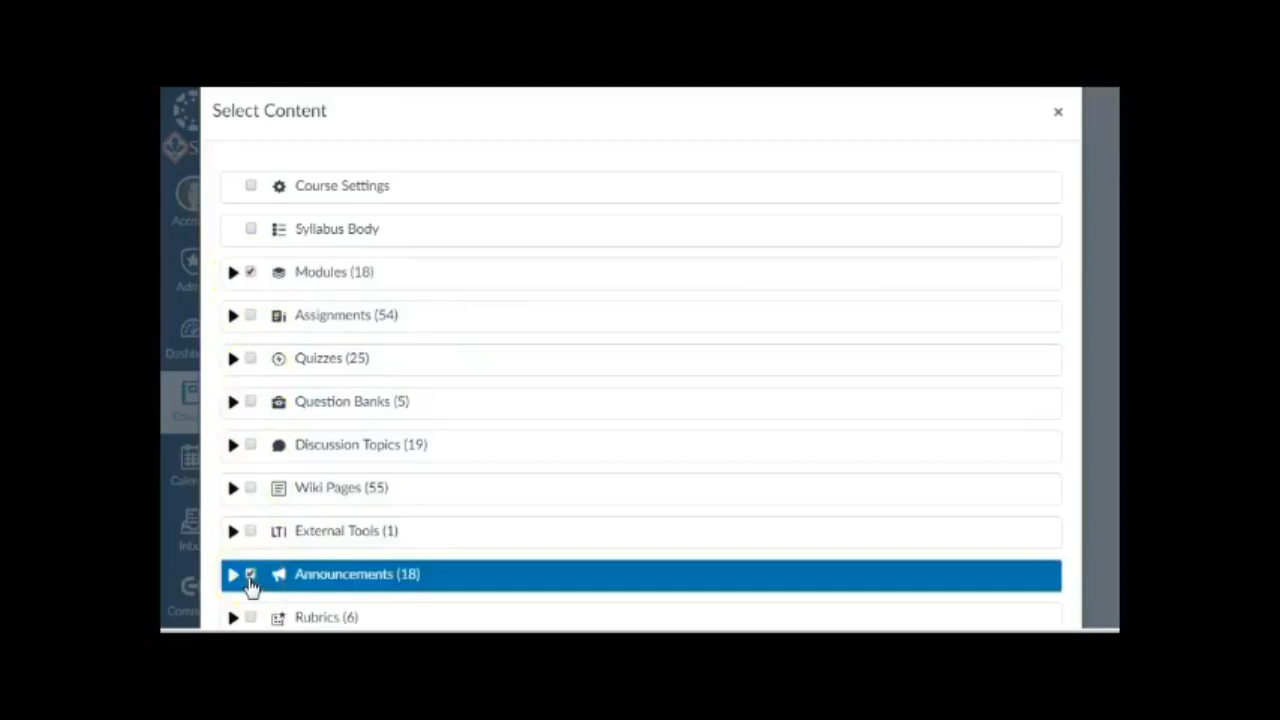 Select Content
×
Course Settings
Syllabus Body
Modules (18)
Assignments (54)
Quizzes (25)
Question Banks (5)
Discussion Topics (19)
Wiki Pages (55)
LTI External Tools (1)
Announcements (18)
Rubrics (6)